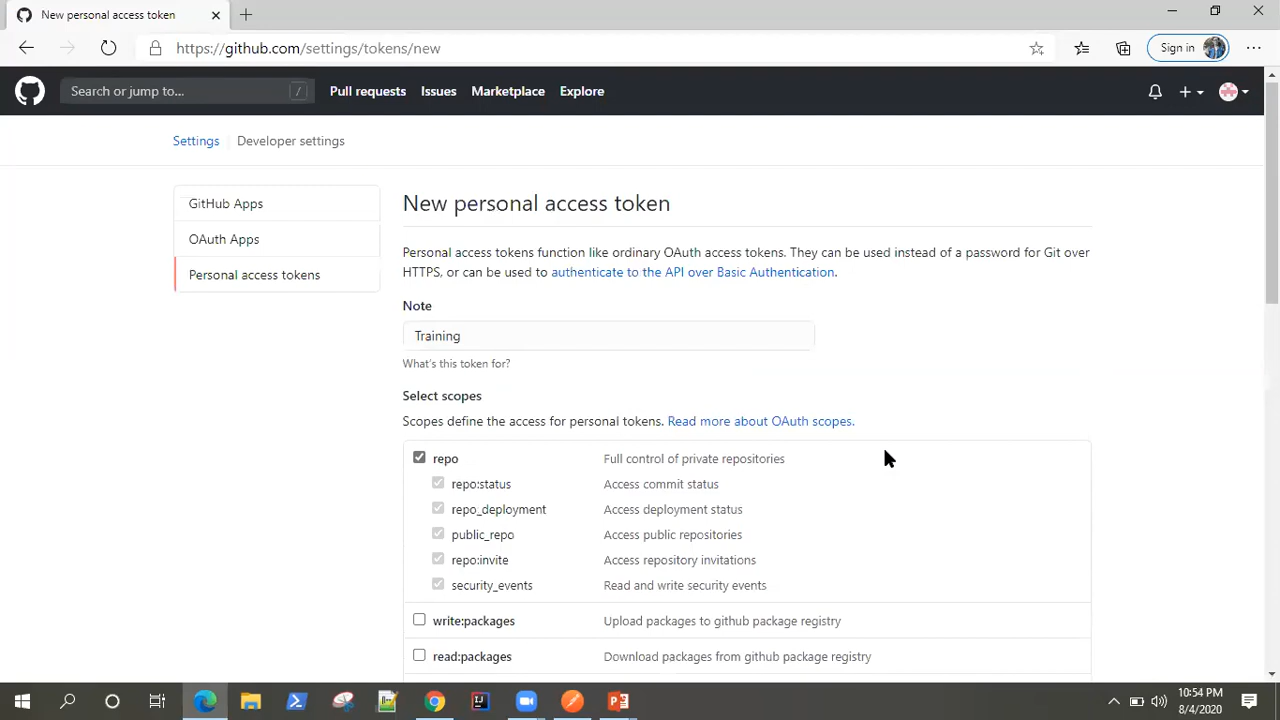 New personal access token
https://github.com/settings/tokens/new
Sign in
Search or jump to...
/
Pull requests
Issues
Marketplace
Explore
Settings
Developer settings
GitHub Apps
OAuth Apps
Personal access tokens
New personal access token
Personal access tokens function like ordinary OAuth access tokens. They can be used instead of a password for Git over
HTTPS, or can be used to authenticate to the API over Basic Authentication.
Note
Training
What's this token for?
Select scopes
Scopes define the access for personal tokens. Read more about OAuth scopes.
repo Full control of private repositories
repo:status Access commit status
repo_deployment Access deployment status
public_repo Access public repositories
repo:invite Access repository invitations
security_events Read and write security events
write:packages Upload packages to github package registry
read:packages Download packages from github package registry
10:54 PM
8/4/2020